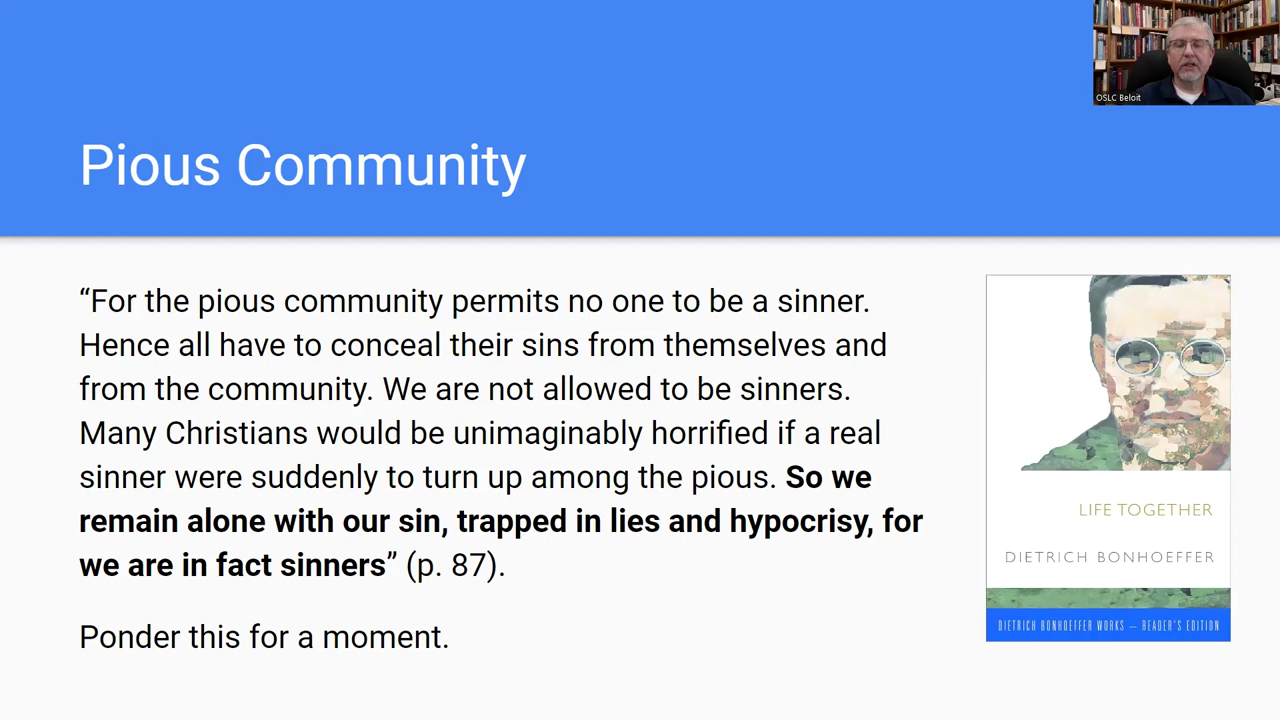 OSLC Beloit
Pious Community
“For the pious community permits no one to be a sinner.
Hence all have to conceal their sins from themselves and
from the community. We are not allowed to be sinners.
Many Christians would be unimaginably horrified if a real
sinner were suddenly to turn up among the pious. So we
remain alone with our sin, trapped in lies and hypocrisy, for
we are in fact sinners” (p. 87).
Ponder this for a moment.
LIFE TOGETHER
DIETRICH BONHOEFFER
DIETRICH BONHOEFFER WORKS — READER'S EDITION